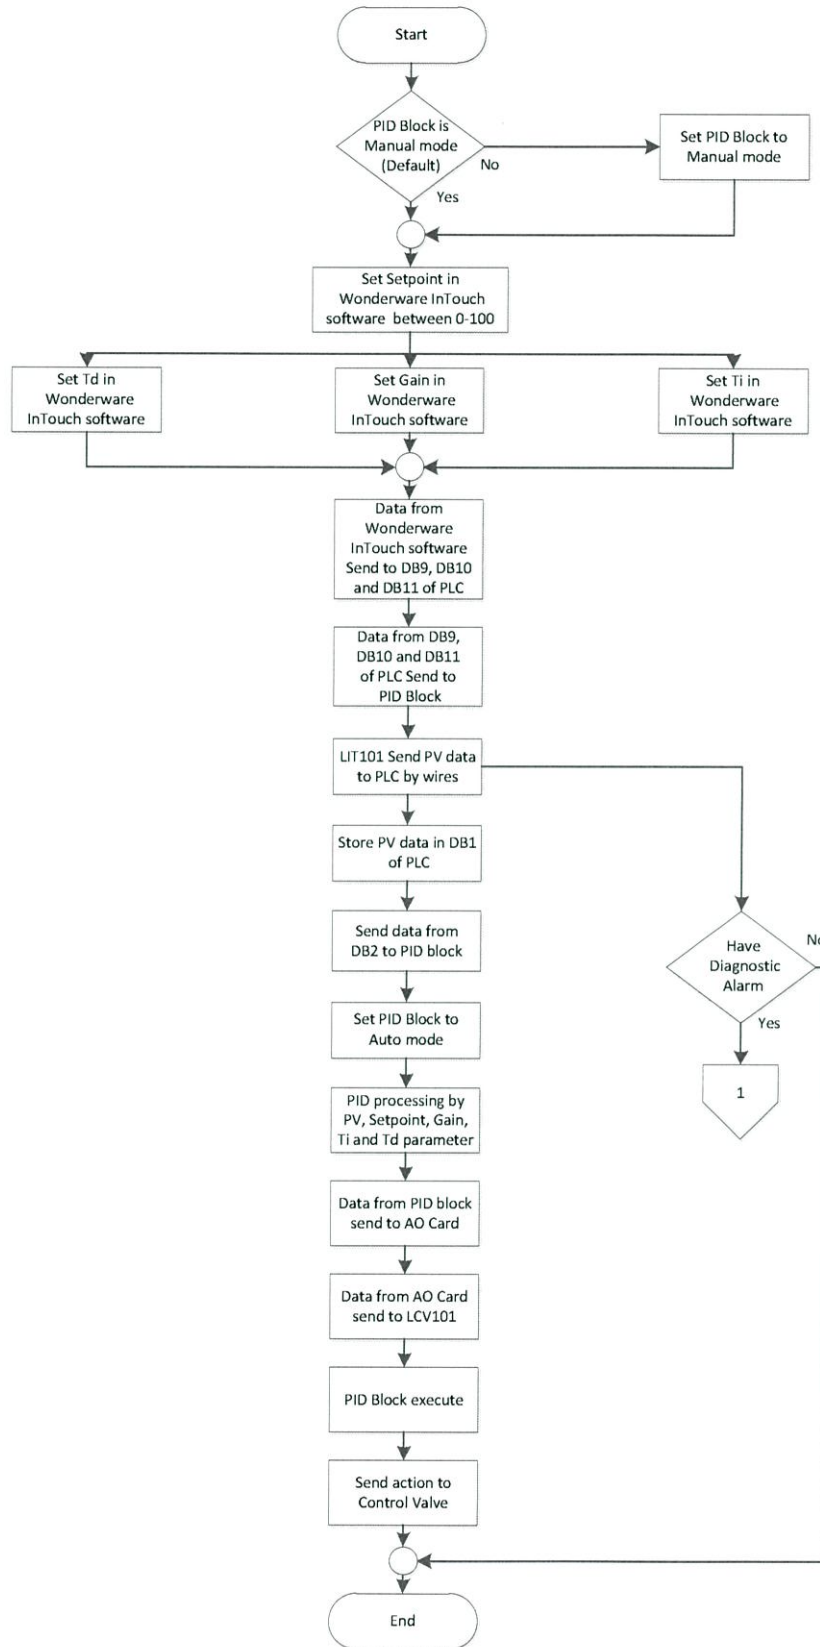 Start
PID Block is
Manual mode
(Default)
No
Set PID Block to
Manual mode
Yes
Set Setpoint in
Wonderware InTouch
software between 0-100
Set Td in
Wonderware
InTouch software
Set Gain in
Wonderware
InTouch software
Set Ti in
Wonderware
InTouch software
Data from
Wonderware
InTouch software
Send to DB9, DB10
and DB11 of PLC
Data from DB9,
DB10 and DB11
of PLC Send to
PID Block
LIT101 Send PV data
to PLC by wires
Store PV data in DB1
of PLC
Send data from
DB2 to PID block
Have
Diagnostic
Alarm
No
Yes
1
Set PID Block to
Auto mode
PID processing by
PV, Setpoint, Gain,
Ti and Td parameter
Data from PID block
send to AO Card
Data from AO Card
send to LCV101
PID Block execute
Send action to
Control Valve
End